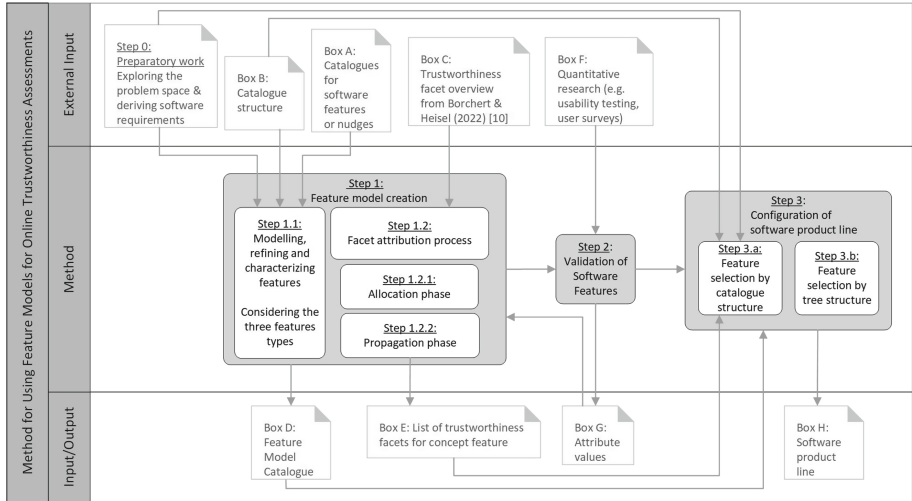 Method for Using Feature Models for Online Trustworthiness Assessments
External Input
Step 0:
Preparatory work
Exploring the
problem space &
deriving software
requirements
Box B:
Catalogue
structure
Box A:
Catalogues
for
software
features
or nudges
Box C:
Trustworthiness
facet overview
from Borchert &
Heisel (2022) [10]
Box F:
Quantitative
research (e.g.
usability testing,
user surveys)
Method
Step 1:
Feature model creation
Step 1.1:
Modelling,
refining and
characterizing
features
Considering the
three features
types
Step 1.2:
Facet attribution process
Step 1.2.1:
Allocation phase
Step 1.2.2:
Propagation phase
Step 2:
Validation of
Software
Features
Step 3:
Configuration of
software product line
Step 3.a:
Feature
selection by
catalogue
structure
Step 3.b:
Feature
selection by
tree structure
Input/Output
Box D:
Feature
Model
Catalogue
Box E: List of trustworthiness
facets for concept feature
Box G:
Attribute
values
Box H:
Software
product
line